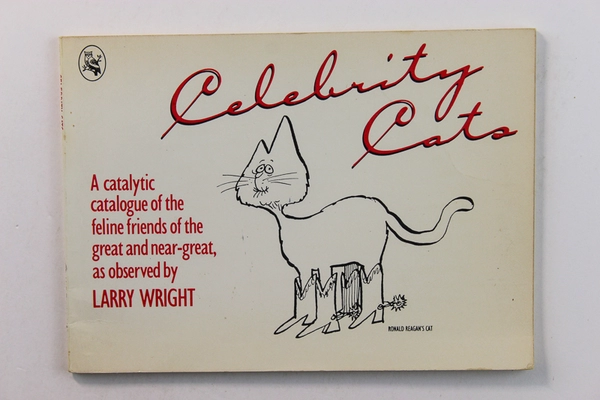 Celebrity
Cats
A catalytic
catalogue of the
feline friends of the
great and near-great,
as observed by
LARRY WRIGHT
RONALD REAGAN'S CAT